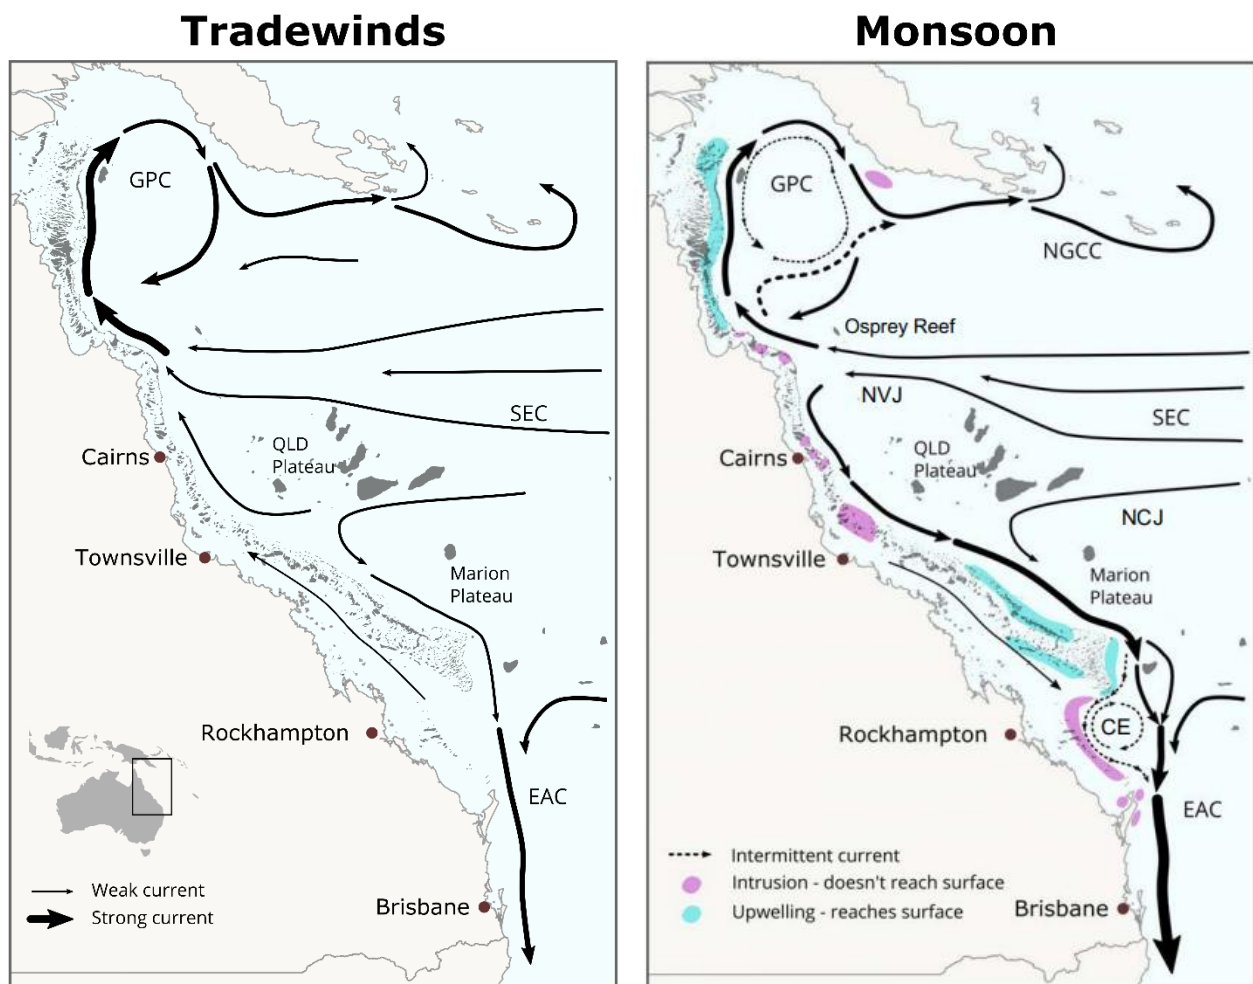 Tradewinds
GPC
SEC
QLD
Plateau
Cairns
Townsville
Marion
Plateau
Rockhampton
EAC
Weak current
Strong current
Brisbane
Monsoon
GPC
NGCC
Osprey Reef
NVJ
SEC
QLD
Plateau
Cairns
NCJ
Townsville
Marion
Plateau
CE
Rockhampton
EAC
Intermittent current
Intrusion - doesn't reach surface
Upwelling - reaches surface
Brisbane